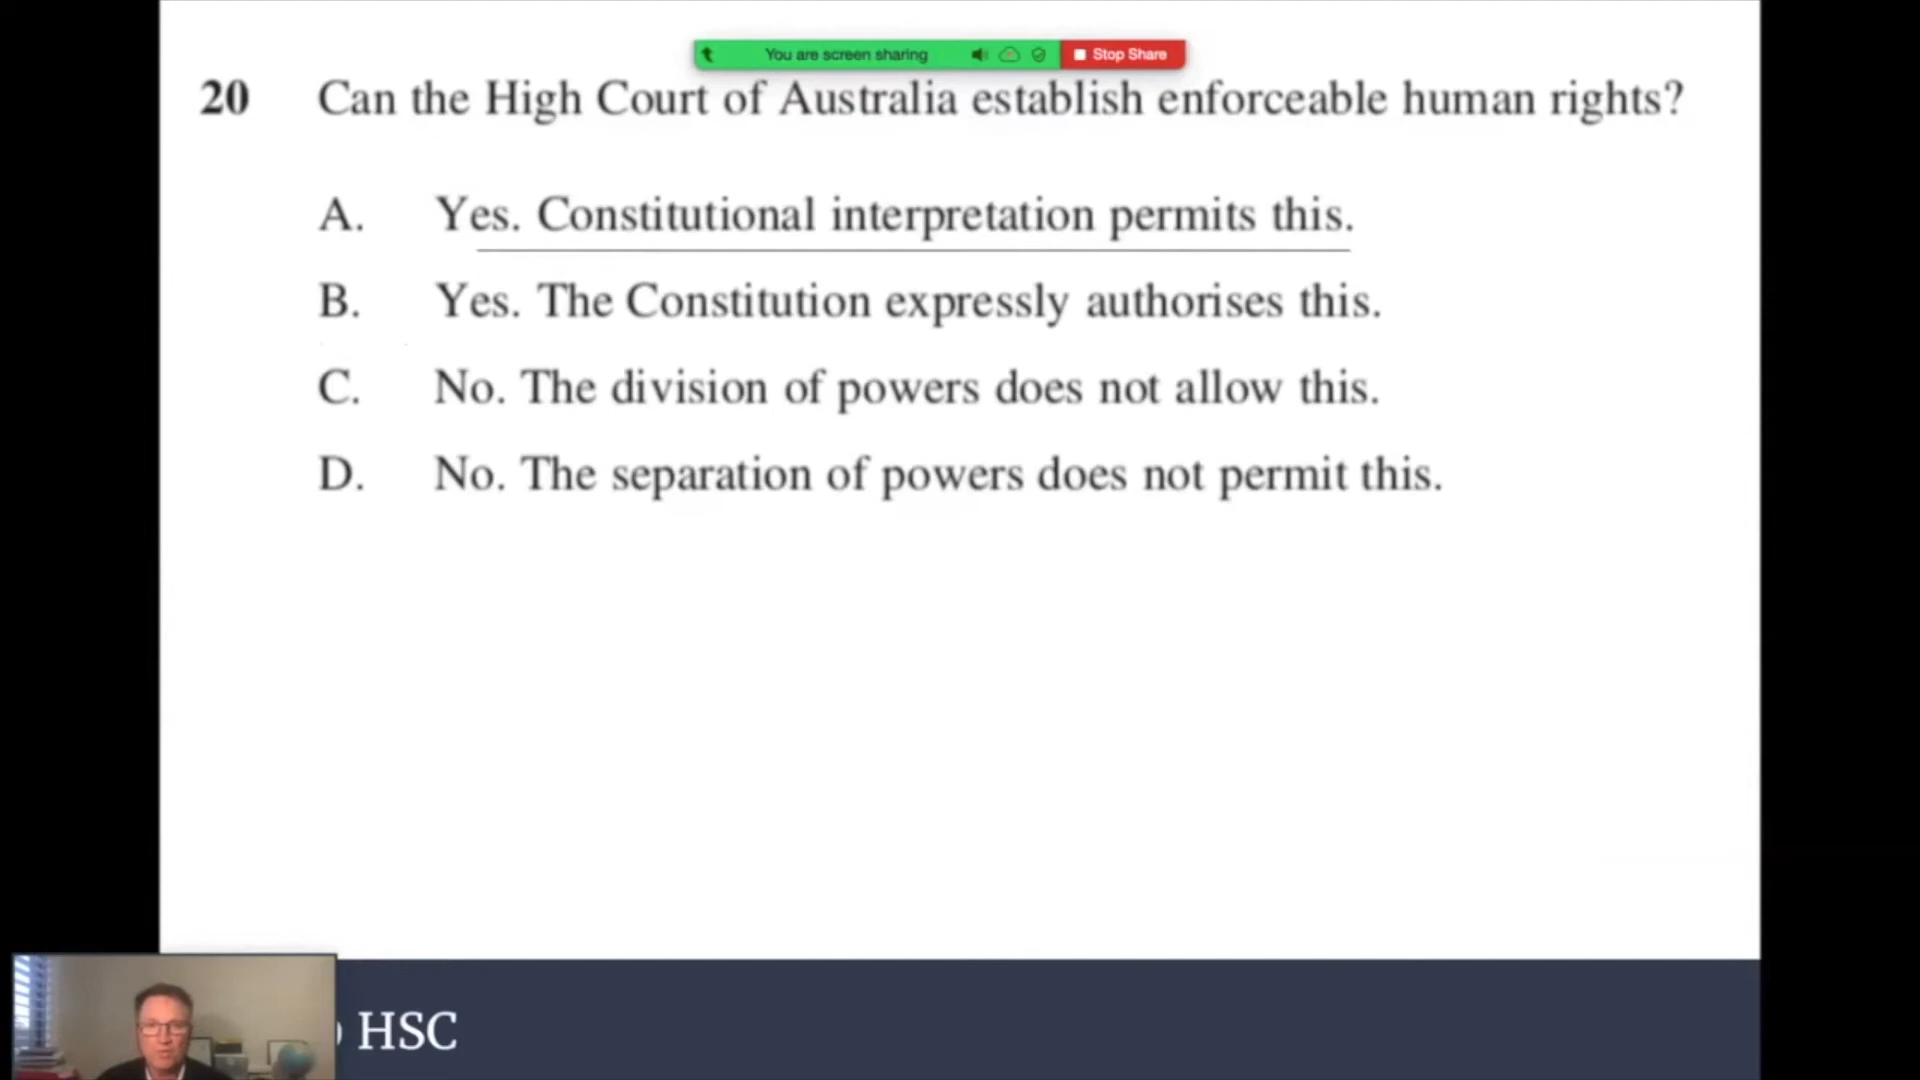 You are screen sharing
Stop Share
20 Can the High Court of Australia establish enforceable human rights?
A. Yes. Constitutional interpretation permits this.
B. Yes. The Constitution expressly authorises this.
C. No. The division of powers does not allow this.
D. No. The separation of powers does not permit this.
HSC